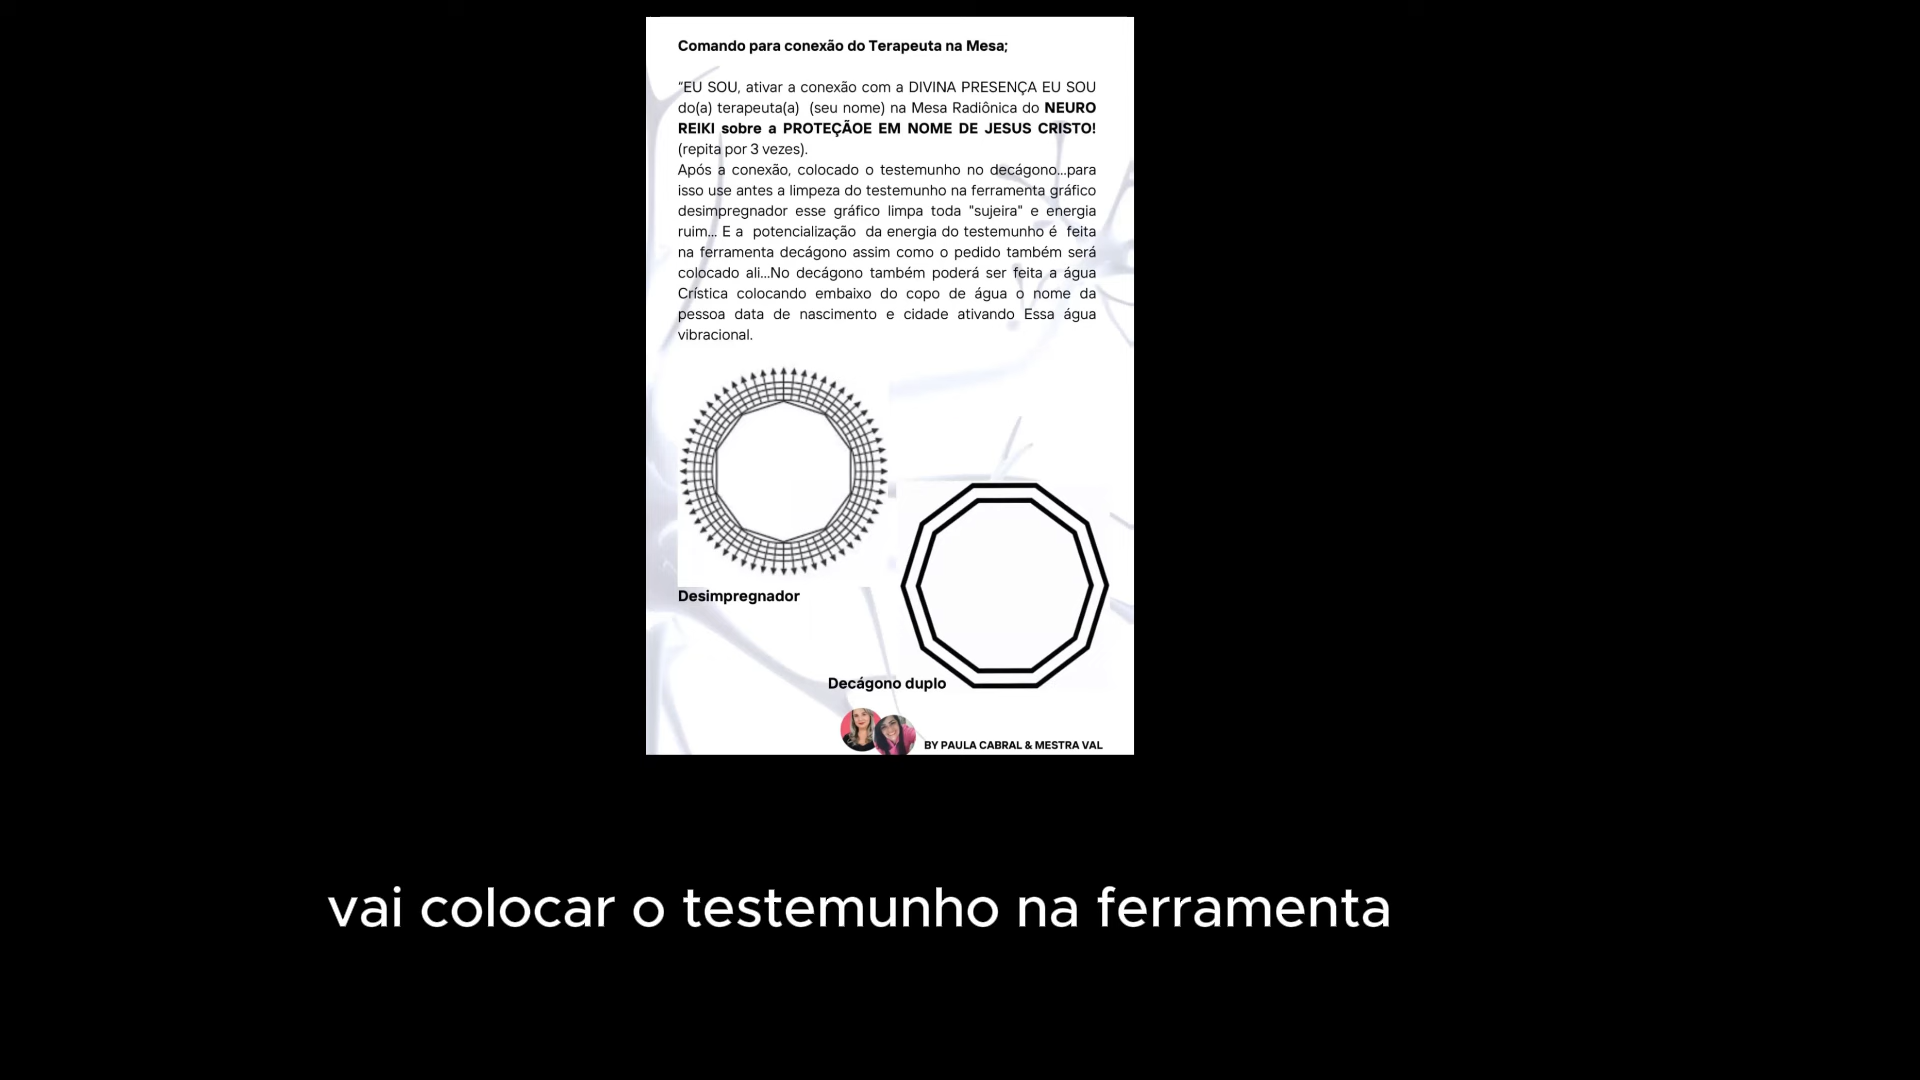 Comando para conexão do Terapeuta na Mesa;
“EU SOU, ativar a conexão com a DIVINA PRESENÇA EU SOU
do(a) terapeuta(a) (seu nome) na Mesa Radiônica do NEURO
REIKI sobre a PROTEÇÃOE EM NOME DE JESUS CRISTO!
(repita por 3 vezes).
Após a conexão, colocado o testemunho no decágono...para
isso use antes a limpeza do testemunho na ferramenta gráfico
desimpregnador esse gráfico limpa toda "sujeira" e energia
ruim... E a potencialização da energia do testemunho é feita
na ferramenta decágono assim como o pedido também será
colocado ali...No decágono também poderá ser feita a água
Crística colocando embaixo do copo de água o nome da
pessoa data de nascimento e cidade ativando Essa água
vibracional.
Desimpregnador
Decágono duplo
BY PAULA CABRAL & MESTRA VAL
vai colocar o testemunho na ferramenta